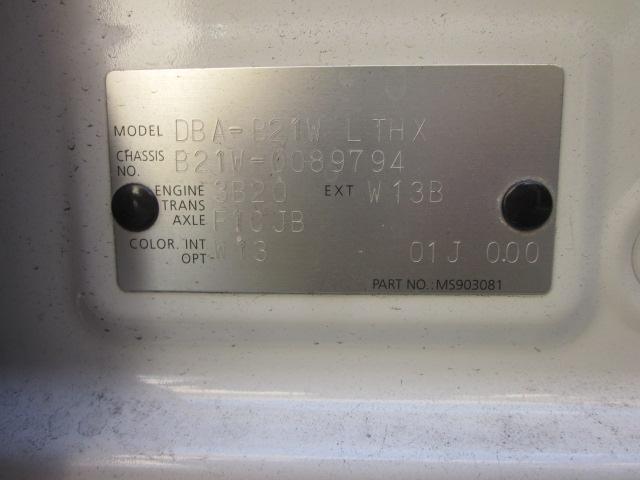 MODEL DBA-B21W LTHX
CHASSIS NO. B21W-0089794
ENGINE 3B20 EXT W13B
TRANS AXLE F1CJB
COLOR. INT OPT W13 01J 0.00
PART NO.: MS903081